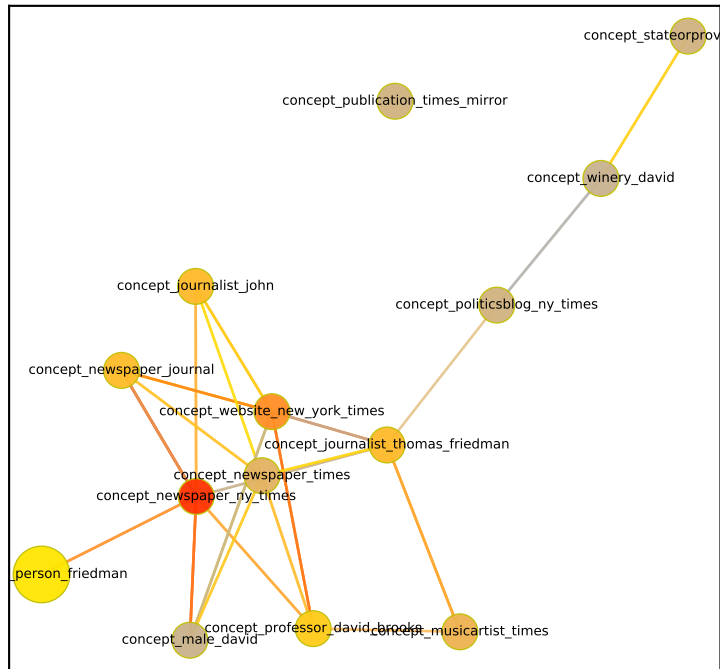 concept_stateorprov
concept_publication_times_mirror
concept_winery_david
concept_journalist_john
concept_politicsblog_ny_times
concept_newspaper_journal
concept_website_new_york_times
concept_journalist_thomas_friedman
concept_newspaper_times
concept_newspaper_ny_times
_person_friedman
concept_professor_david_brooks
concept_musicartist_times
concept_male_david